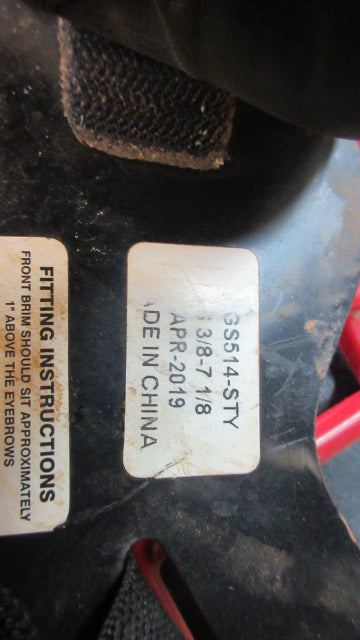 GS514-STY
3/8-7 1/8
APR-2019
ADE IN CHINA
FITTING INSTRUCTIONS
FRONT BRIM SHOULD SIT APPROXIMATELY
1" ABOVE THE EYEBROWS